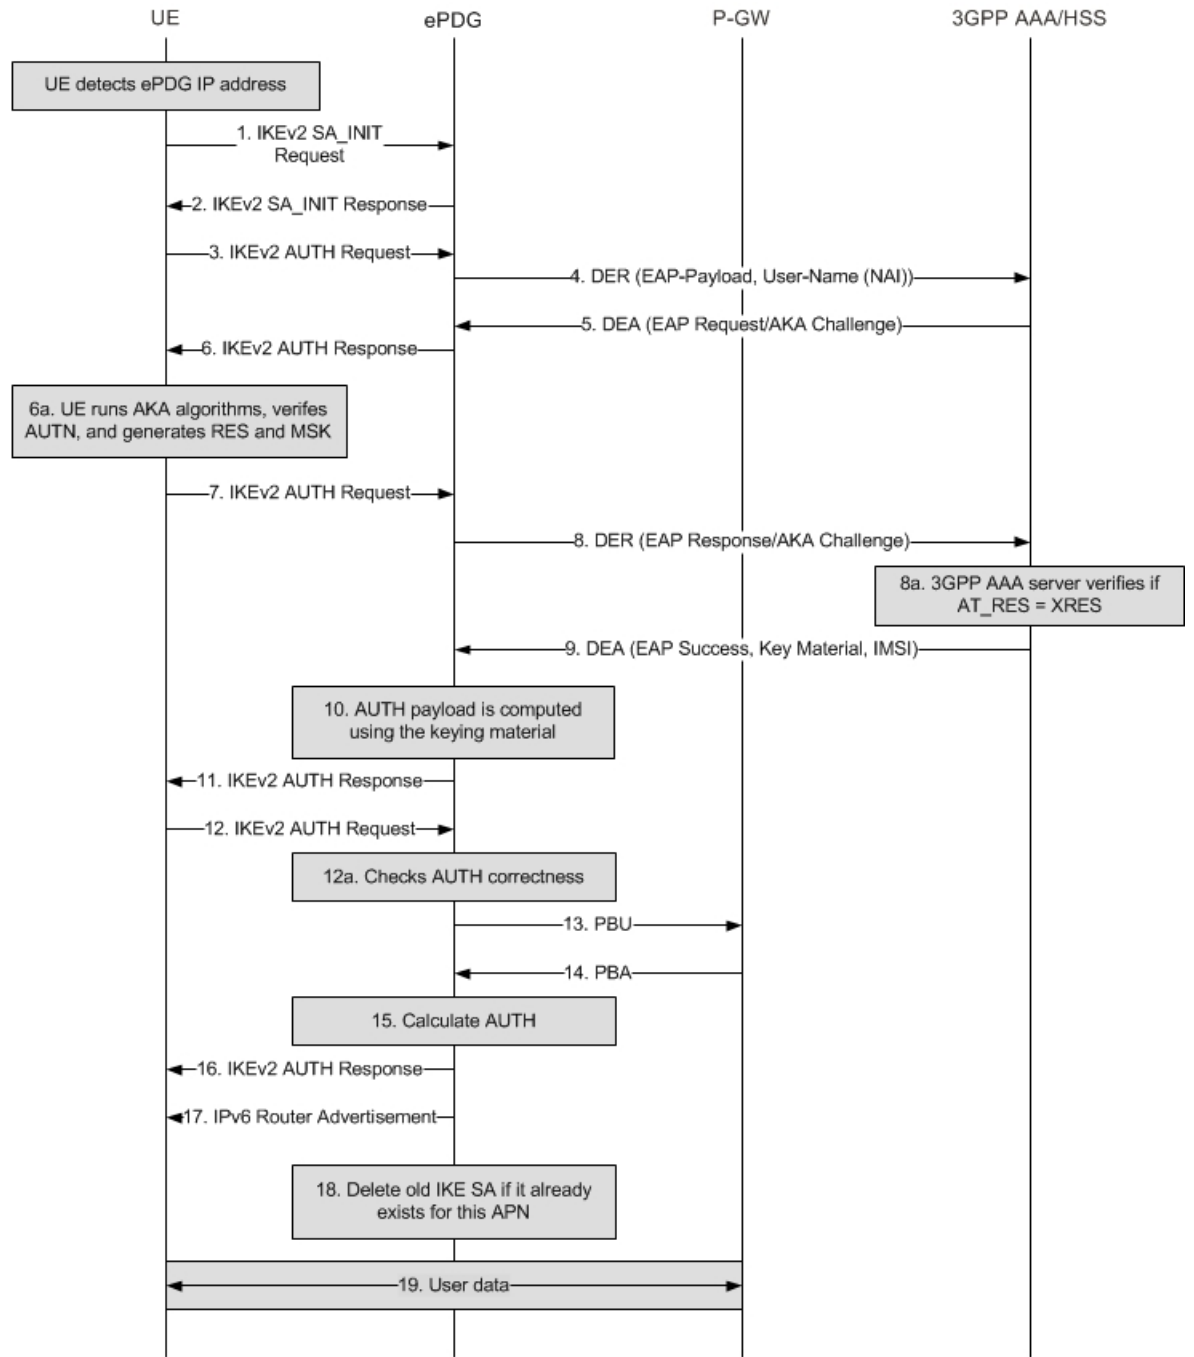 UE
ePDG
P-GW
3GPP AAA/HSS
UE detects ePDG IP address
1. IKEv2 SA_INIT
Request
2. IKEv2 SA_INIT Response
3. IKEv2 AUTH Request
4. DER (EAP-Payload, User-Name (NAI))
5. DEA (EAP Request/AKA Challenge)
6. IKEv2 AUTH Response
6a. UE runs AKA algorithms, verifes
AUTN, and generates RES and MSK
7. IKEv2 AUTH Request
8. DER (EAP Response/AKA Challenge)
8a. 3GPP AAA server verifies if
AT_RES = XRES
9. DEA (EAP Success, Key Material, IMSI)
10. AUTH payload is computed
using the keying material
11. IKEv2 AUTH Response
12. IKEv2 AUTH Request
12a. Checks AUTH correctness
13. PBU
14. PBA
15. Calculate AUTH
16. IKEv2 AUTH Response
17. IPv6 Router Advertisement
18. Delete old IKE SA if it already
exists for this APN
19. User data